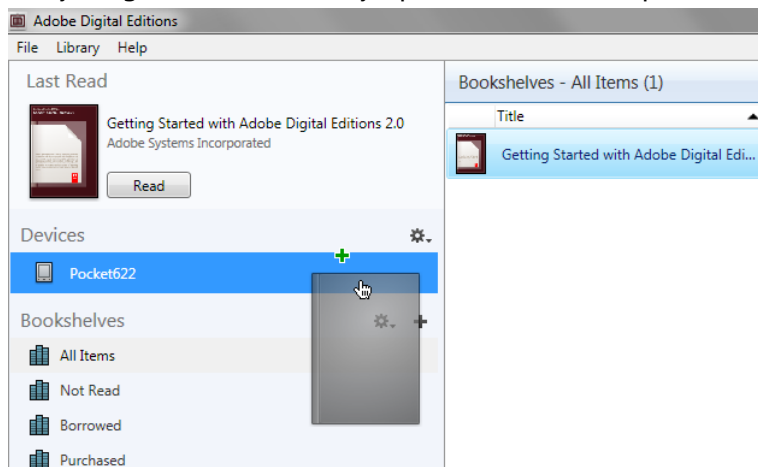 Adobe Digital Editions
File Library Help
Last Read
Getting Started with Adobe Digital Editions 2.0
Adobe Systems Incorporated
Read
Devices
Pocket622
Bookshelves
All Items
Not Read
Borrowed
Purchased
Bookshelves - All Items (1)
Title
Getting Started with Adobe Digital Edi...